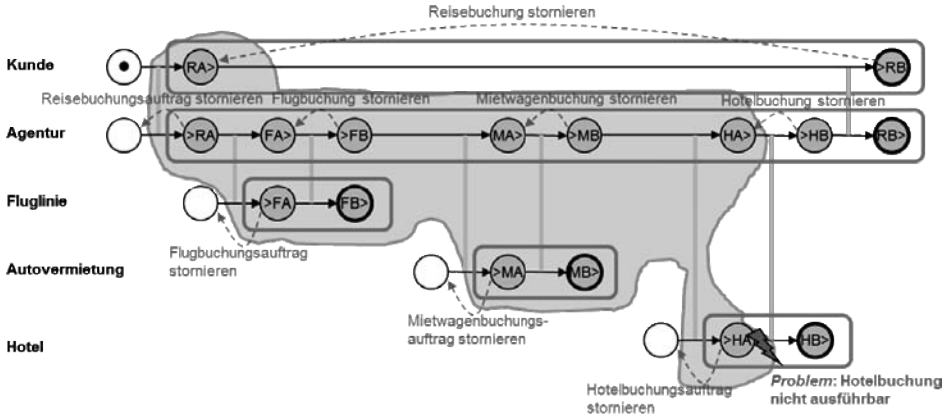 Reisebuchung stornieren
Kunde
RA>
>RB
Reisebuchungsauftrag stornieren
Flugbuchung stornieren
Mietwagenbuchung stornieren
Hotelbuchung stornieren
Agentur
>RA
FA>
>FB
MA>
>MB
HA>
>HB
RB>
Fluglinie
>FA
FB>
Flugbuchungsauftrag
stornieren
Autovermietung
>MA
MB>
Mietwagenbuchungs-
auftrag stornieren
Hotel
>HA
HB>
Hotelbuchungsauftrag
stornieren
Problem: Hotelbuchung
nicht ausführbar